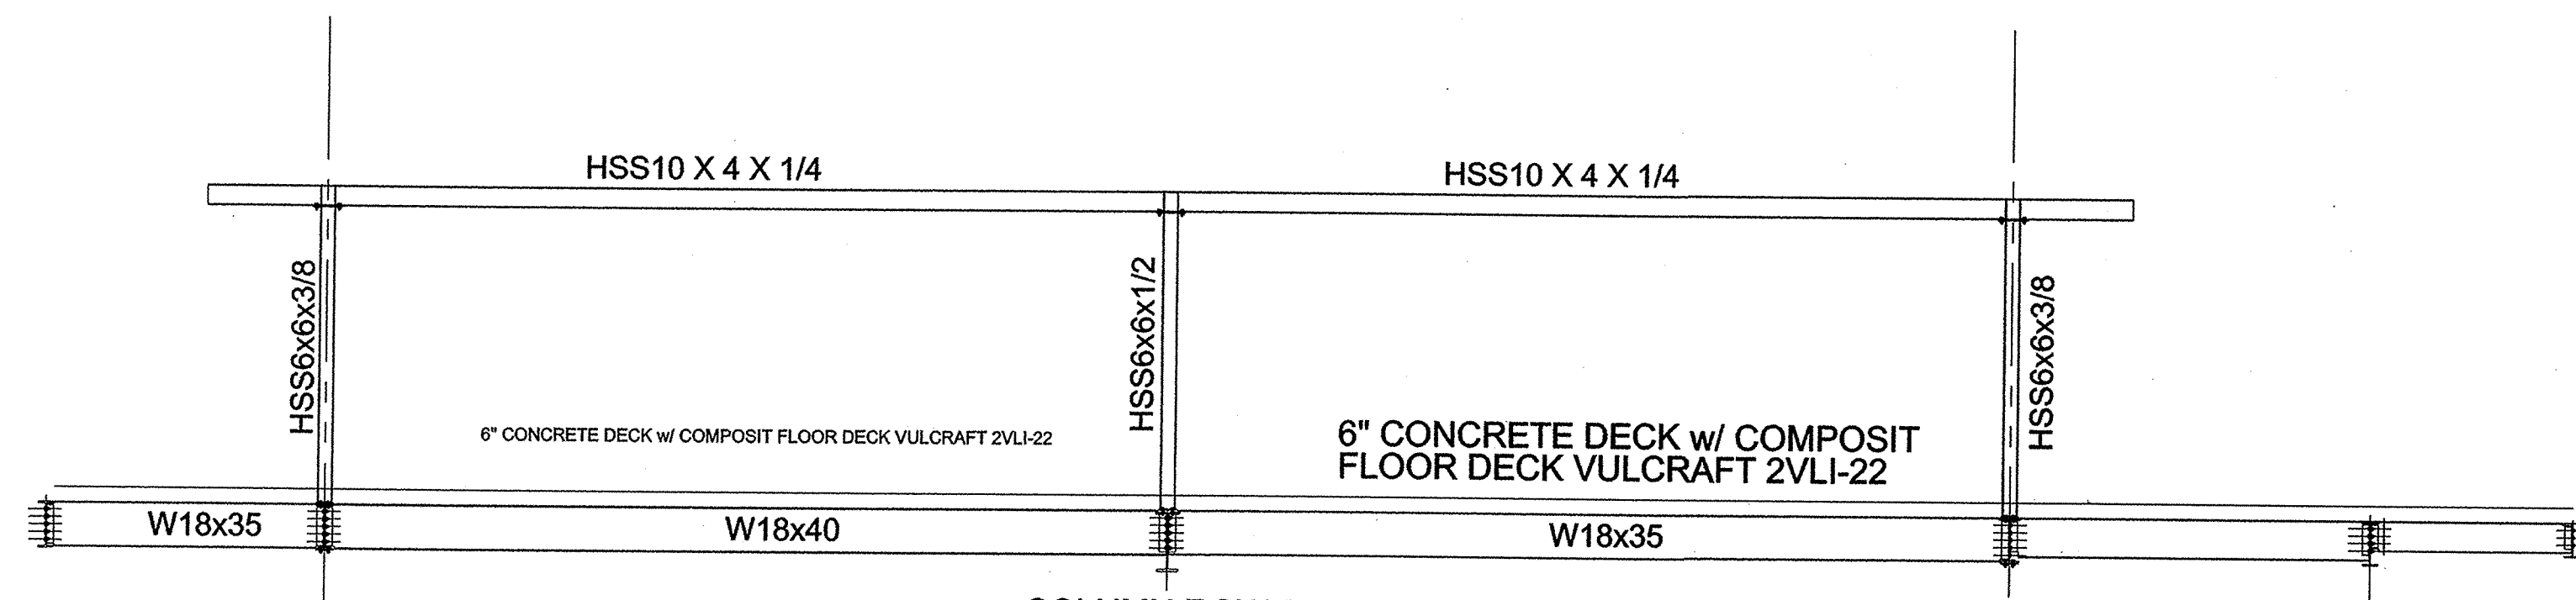 HSS10 X 4 X 1/4
HSS10 X 4 X 1/4
HSS6x6x3/8
HSS6x6x1/2
HSS6x6x3/8
6" CONCRETE DECK w/ COMPOSIT FLOOR DECK VULCRAFT 2VLI-22
6" CONCRETE DECK w/ COMPOSIT
FLOOR DECK VULCRAFT 2VLI-22
W18x35
W18x40
W18x35